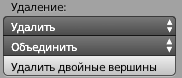 Удаление:
Удалить
Объединить
Удалить двойные вершины